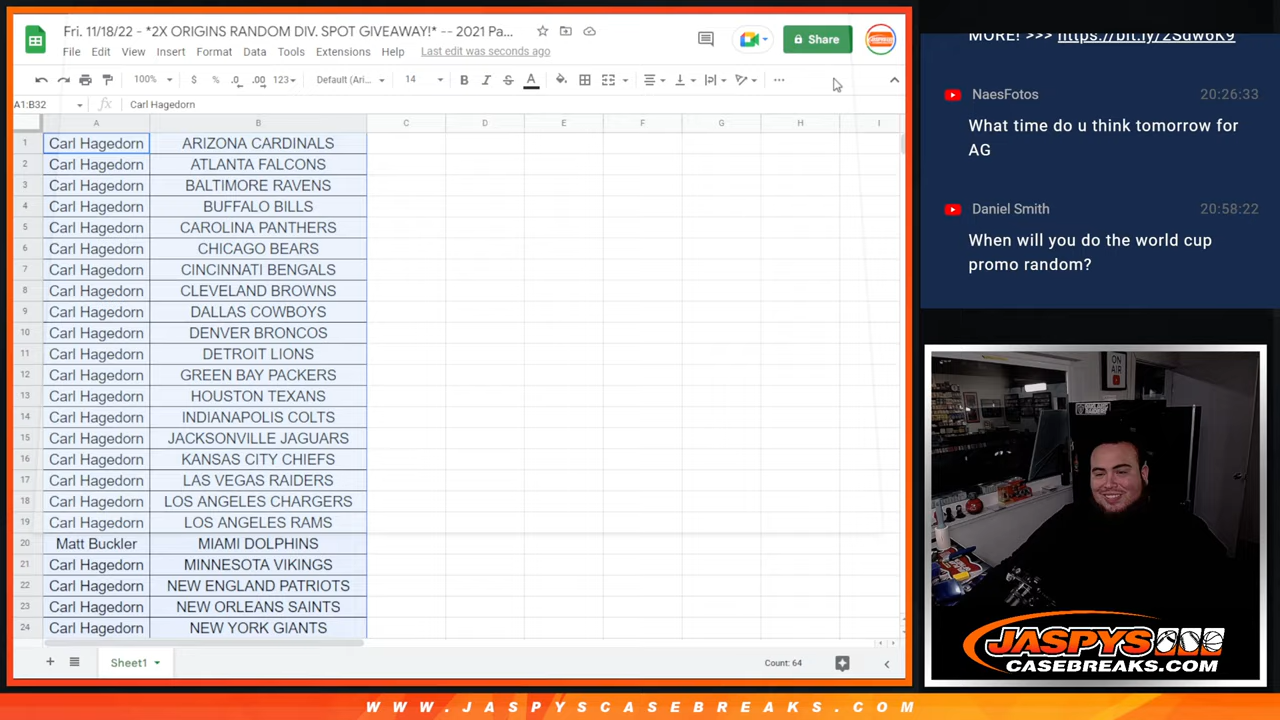 Fri. 11/18/22 - *2X ORIGINS RANDOM DIV. SPOT GIVEAWAY!* -- 2021 Pa...
File Edit View Insert Format Data Tools Extensions Help Last edit was seconds ago
Share
100% $ % .0 .00 123 Default (Ari... 14 B I S A
A1:B32 fx Carl Hagedorn
A B C D E F G H I
1 Carl Hagedorn ARIZONA CARDINALS
2 Carl Hagedorn ATLANTA FALCONS
3 Carl Hagedorn BALTIMORE RAVENS
4 Carl Hagedorn BUFFALO BILLS
5 Carl Hagedorn CAROLINA PANTHERS
6 Carl Hagedorn CHICAGO BEARS
7 Carl Hagedorn CINCINNATI BENGALS
8 Carl Hagedorn CLEVELAND BROWNS
9 Carl Hagedorn DALLAS COWBOYS
10 Carl Hagedorn DENVER BRONCOS
11 Carl Hagedorn DETROIT LIONS
12 Carl Hagedorn GREEN BAY PACKERS
13 Carl Hagedorn HOUSTON TEXANS
14 Carl Hagedorn INDIANAPOLIS COLTS
15 Carl Hagedorn JACKSONVILLE JAGUARS
16 Carl Hagedorn KANSAS CITY CHIEFS
17 Carl Hagedorn LAS VEGAS RAIDERS
18 Carl Hagedorn LOS ANGELES CHARGERS
19 Carl Hagedorn LOS ANGELES RAMS
20 Matt Buckler MIAMI DOLPHINS
21 Carl Hagedorn MINNESOTA VIKINGS
22 Carl Hagedorn NEW ENGLAND PATRIOTS
23 Carl Hagedorn NEW ORLEANS SAINTS
24 Carl Hagedorn NEW YORK GIANTS
Sheet1
Count: 64
MORE! >>> https://bit.ly/2Sdw6K9
NaesFotos 20:26:33
What time do u think tomorrow for
AG
Daniel Smith 20:58:22
When will you do the world cup
promo random?
ON
AIR
JASPYS
CASEBREAKS.COM
WWW.JASPYSCASEBREAKS.COM